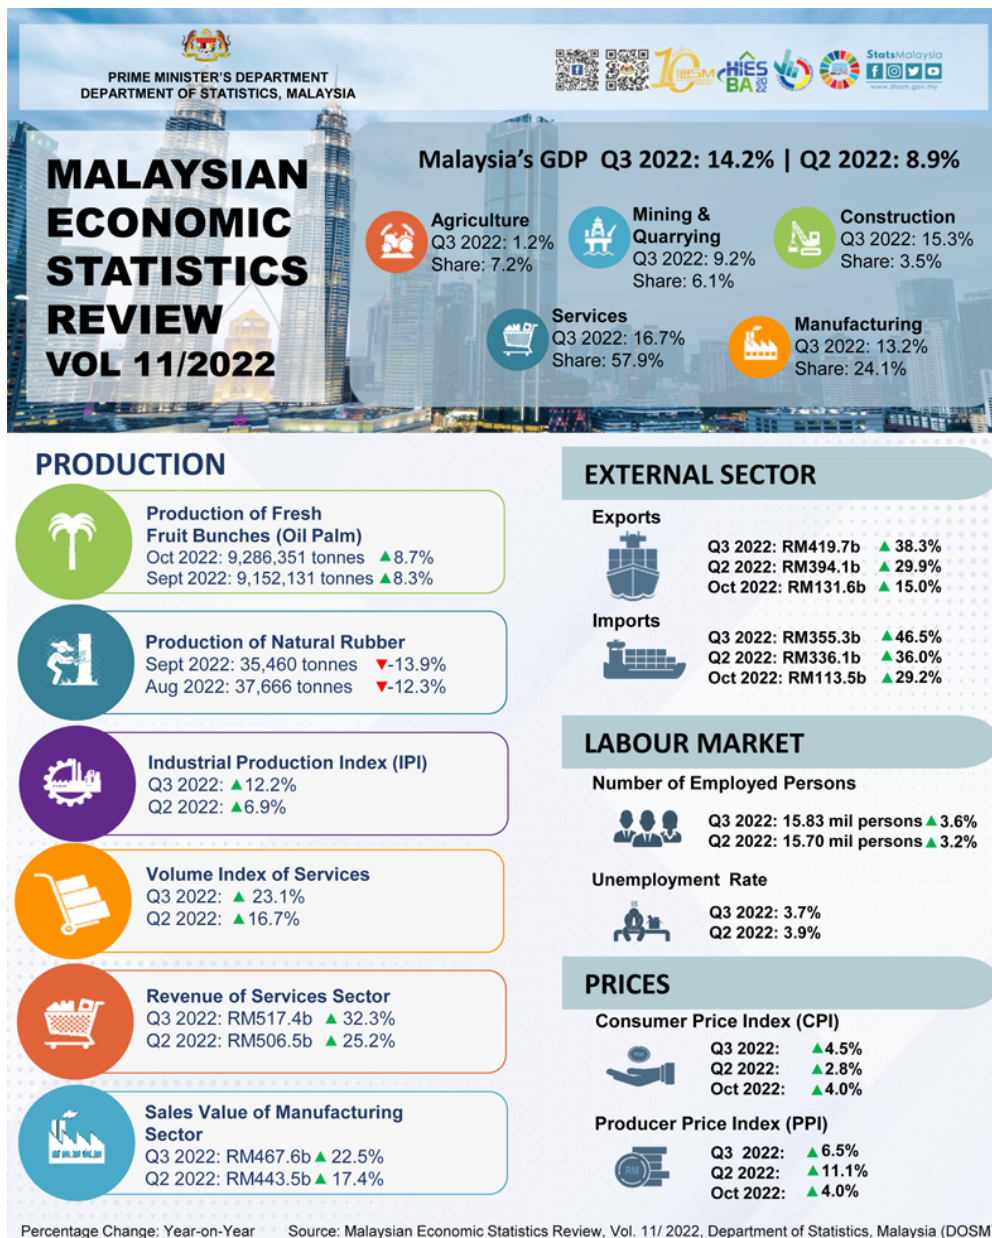 PRIME MINISTER'S DEPARTMENT
DEPARTMENT OF STATISTICS, MALAYSIA
StatsMalaysia
www.dosm.gov.my
MALAYSIAN
ECONOMIC
STATISTICS
REVIEW
VOL 11/2022
Malaysia's GDP Q3 2022: 14.2% | Q2 2022: 8.9%
Agriculture
Q3 2022: 1.2%
Share: 7.2%
Mining &
Quarrying
Q3 2022: 9.2%
Share: 6.1%
Construction
Q3 2022: 15.3%
Share: 3.5%
Services
Q3 2022: 16.7%
Share: 57.9%
Manufacturing
Q3 2022: 13.2%
Share: 24.1%
PRODUCTION
Production of Fresh
Fruit Bunches (Oil Palm)
Oct 2022: 9,286,351 tonnes ▲8.7%
Sept 2022: 9,152,131 tonnes ▲8.3%
Production of Natural Rubber
Sept 2022: 35,460 tonnes ▼-13.9%
Aug 2022: 37,666 tonnes ▼-12.3%
Industrial Production Index (IPI)
Q3 2022: ▲12.2%
Q2 2022: ▲6.9%
Volume Index of Services
Q3 2022: ▲ 23.1%
Q2 2022: ▲16.7%
Revenue of Services Sector
Q3 2022: RM517.4b ▲ 32.3%
Q2 2022: RM506.5b ▲ 25.2%
Sales Value of Manufacturing
Sector
Q3 2022: RM467.6b ▲ 22.5%
Q2 2022: RM443.5b ▲ 17.4%
EXTERNAL SECTOR
Exports
Q3 2022: RM419.7b ▲ 38.3%
Q2 2022: RM394.1b ▲ 29.9%
Oct 2022: RM131.6b ▲ 15.0%
Imports
Q3 2022: RM355.3b ▲46.5%
Q2 2022: RM336.1b ▲36.0%
Oct 2022: RM113.5b ▲29.2%
LABOUR MARKET
Number of Employed Persons
Q3 2022: 15.83 mil persons ▲3.6%
Q2 2022: 15.70 mil persons ▲3.2%
Unemployment Rate
Q3 2022: 3.7%
Q2 2022: 3.9%
PRICES
Consumer Price Index (CPI)
Q3 2022: ▲4.5%
Q2 2022: ▲2.8%
Oct 2022: ▲4.0%
Producer Price Index (PPI)
RM
Q3 2022: ▲6.5%
Q2 2022: ▲11.1%
Oct 2022: ▲4.0%
Percentage Change: Year-on-Year
Source: Malaysian Economic Statistics Review, Vol. 11/ 2022, Department of Statistics, Malaysia (DOSM)